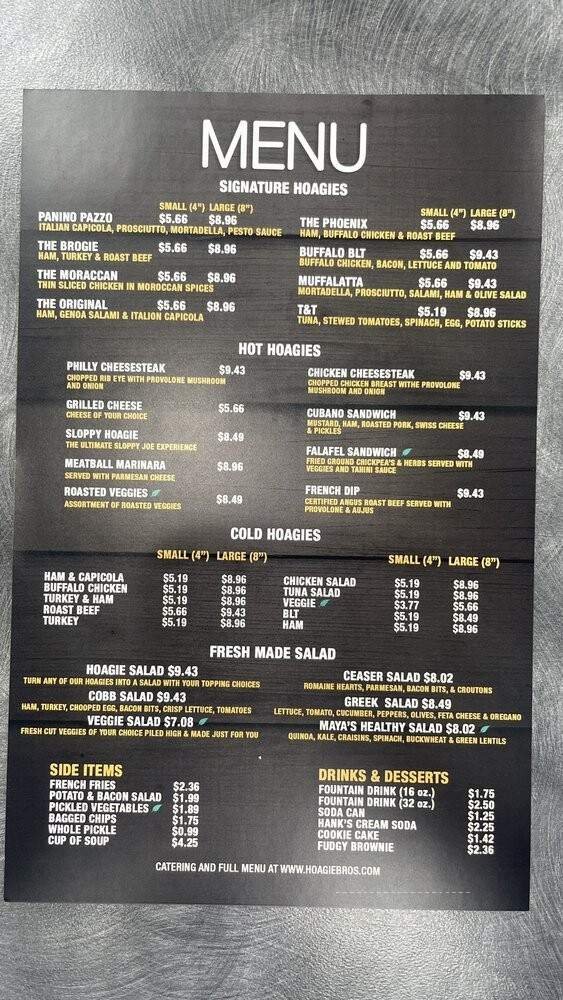 MENU
SIGNATURE HOAGIES
SMALL (4") LARGE (8")
PANINO PAZZO $5.66 $8.96
ITALIAN CAPICOLA, PROSCIUTTO, MORTADELLA, PESTO SAUCE
THE BROGIE $5.66 $8.96
HAM, TURKEY & ROAST BEEF
THE MORACCAN $5.66 $8.96
THIN SLICED CHICKEN IN MOROCCAN SPICES
THE ORIGINAL $5.66 $8.96
HAM, GENOA SALAMI & ITALION CAPICOLA
SMALL (4") LARGE (8")
THE PHOENIX $5.66 $8.96
HAM, BUFFALO CHICKEN & ROAST BEEF
BUFFALO BLT $5.66 $9.43
BUFFALO CHICKEN, BACON, LETTUCE AND TOMATO
MUFFALATTA $5.66 $9.43
MORTADELLA, PROSCIUTTO, SALAMI, HAM & OLIVE SALAD
T&T $5.19 $8.96
TUNA, STEWED TOMATOES, SPINACH, EGG, POTATO STICKS
HOT HOAGIES
PHILLY CHEESESTEAK $9.43
CHOPPED RIB EYE WITH PROVOLONE MUSHROOM
AND ONION
GRILLED CHEESE $5.66
CHEESE OF YOUR CHOICE
SLOPPY HOAGIE $8.49
THE ULTIMATE SLOPPY JOE EXPERIENCE
MEATBALL MARINARA $8.96
SERVED WITH PARMESAN CHEESE
ROASTED VEGGIES $8.49
ASSORTMENT OF ROASTED VEGGIES
CHICKEN CHEESESTEAK $9.43
CHOPPED CHICKEN BREAST WITHE PROVOLONE
MUSHROOM AND ONION
CUBANO SANDWICH $9.43
MUSTARD, HAM, ROASTED PORK, SWISS CHEESE
& PICKLES
FALAFEL SANDWICH $8.49
FRIED GROUND CHICKPEA'S & HERBS SERVED WITH
VEGGIES AND TAHINI SAUCE
FRENCH DIP $9.43
CERTIFIED ANGUS ROAST BEEF SERVED WITH
PROVOLONE & AUJUS
COLD HOAGIES
SMALL (4") LARGE (8")
HAM & CAPICOLA $5.19 $8.96
BUFFALO CHICKEN $5.19 $8.96
TURKEY & HAM $5.19 $8.96
ROAST BEEF $5.66 $9.43
TURKEY $5.19 $8.96
SMALL (4") LARGE (8")
CHICKEN SALAD $5.19 $8.96
TUNA SALAD $5.19 $8.96
VEGGIE $3.77 $5.66
BLT $5.19 $8.49
HAM $5.19 $8.96
FRESH MADE SALAD
HOAGIE SALAD $9.43
TURN ANY OF OUR HOAGIES INTO A SALAD WITH YOUR TOPPING CHOICES
COBB SALAD $9.43
HAM, TURKEY, CHOOPED EGG, BACON BITS, CRISP LETTUCE, TOMATOES
VEGGIE SALAD $7.08
FRESH CUT VEGGIES OF YOUR CHOICE PILED HIGH & MADE JUST FOR YOU
CEASER SALAD $8.02
ROMAINE HEARTS, PARMESAN, BACON BITS, & CROUTONS
GREEK SALAD $8.49
LETTUCE, TOMATO, CUCUMBER, PEPPERS, OLIVES, FETA CHEESE & OREGANO
MAYA'S HEALTHY SALAD $8.02
QUINOA, KALE, CRAISINS, SPINACH, BUCKWHEAT & GREEN LENTILS
SIDE ITEMS
FRENCH FRIES $2.36
POTATO & BACON SALAD $1.99
PICKLED VEGETABLES $1.89
BAGGED CHIPS $1.75
WHOLE PICKLE $0.99
CUP OF SOUP $4.25
DRINKS & DESSERTS
FOUNTAIN DRINK (16 oz.) $1.75
FOUNTAIN DRINK (32 oz.) $2.50
SODA CAN $1.25
HANK'S CREAM SODA $2.25
COOKIE CAKE $1.42
FUDGY BROWNIE $2.36
CATERING AND FULL MENU AT WWW.HOAGIEBROS.COM